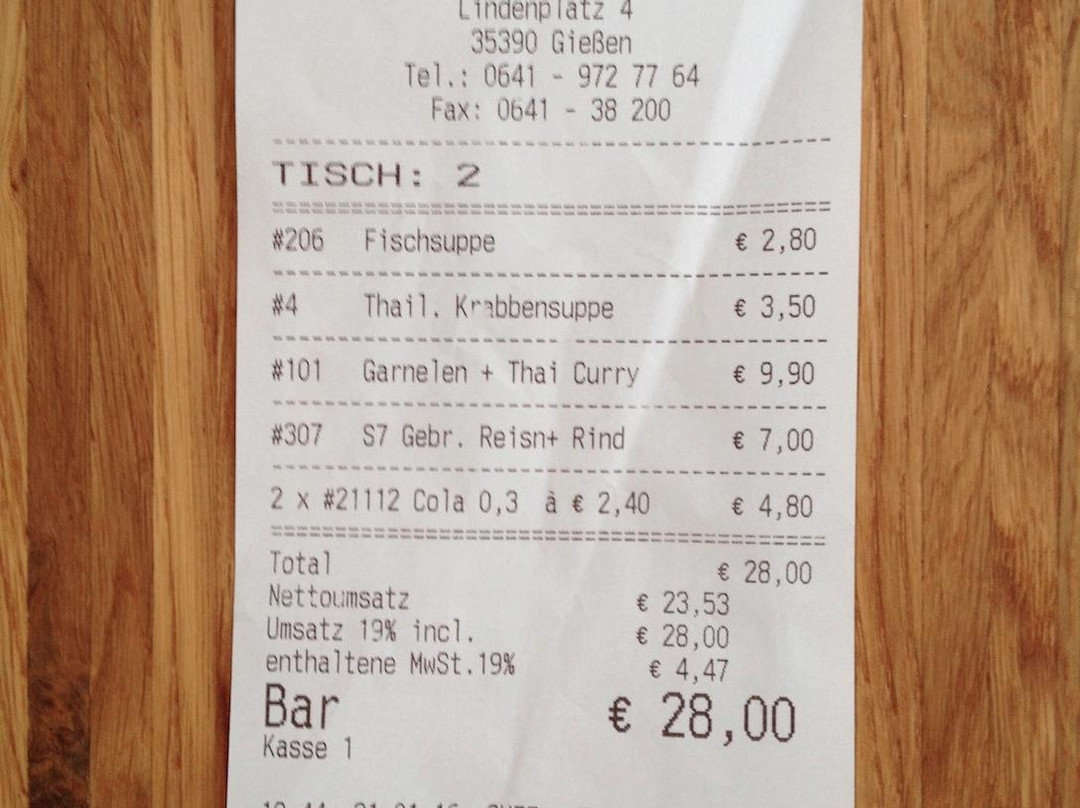 Lindenplatz 4
35390 Gießen
Tel.: 0641 - 972 77 64
Fax: 0641 - 38 200
TISCH: 2
#206 Fischsuppe € 2,80
#4 Thail. Krabbensuppe € 3,50
#101 Garnelen + Thai Curry € 9,90
#307 S7 Gebr. Reisn+ Rind € 7,00
2 x #21112 Cola 0,3 à € 2,40 € 4,80
Total € 28,00
Nettoumsatz € 23,53
Umsatz 19% incl. € 28,00
enthaltene MwSt.19% € 4,47
Bar € 28,00
Kasse 1